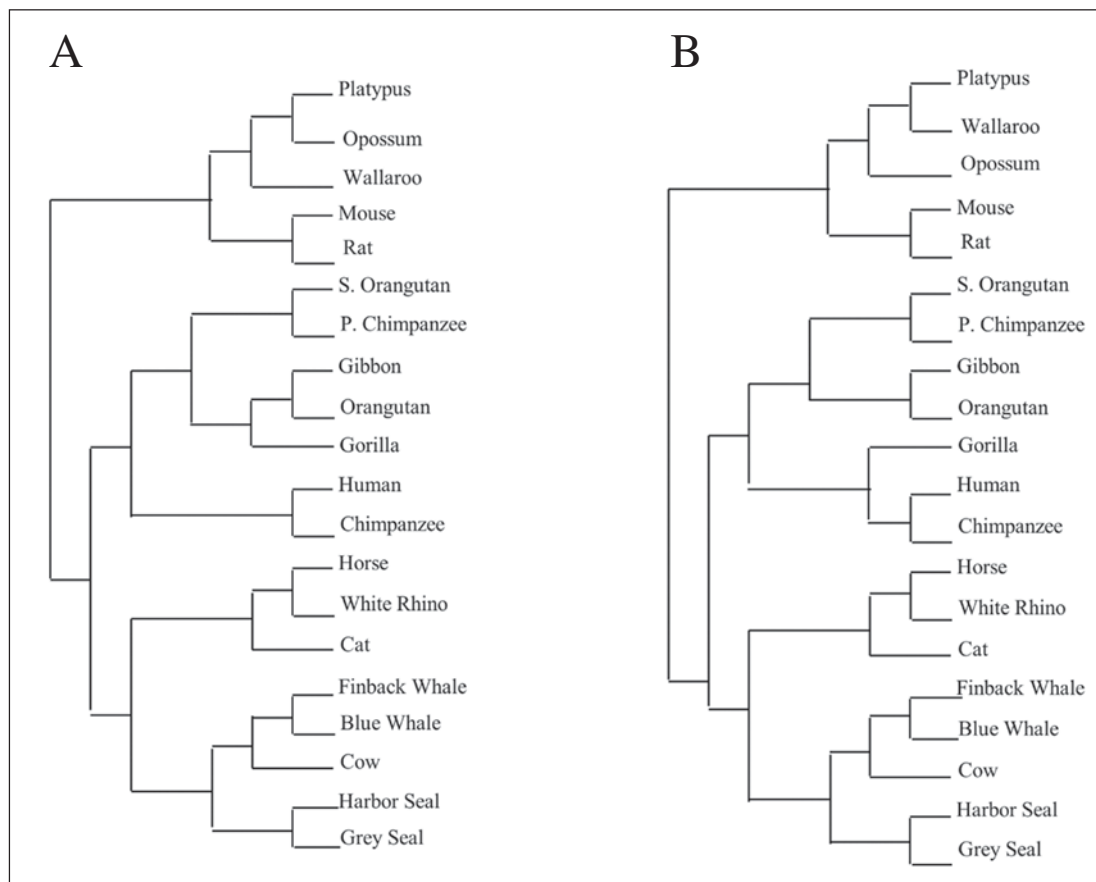 A
Platypus
Opossum
Wallaroo
Mouse
Rat
S. Orangutan
P. Chimpanzee
Gibbon
Orangutan
Gorilla
Human
Chimpanzee
Horse
White Rhino
Cat
Finback Whale
Blue Whale
Cow
Harbor Seal
Grey Seal
B
Platypus
Wallaroo
Opossum
Mouse
Rat
S. Orangutan
P. Chimpanzee
Gibbon
Orangutan
Gorilla
Human
Chimpanzee
Horse
White Rhino
Cat
Finback Whale
Blue Whale
Cow
Harbor Seal
Grey Seal